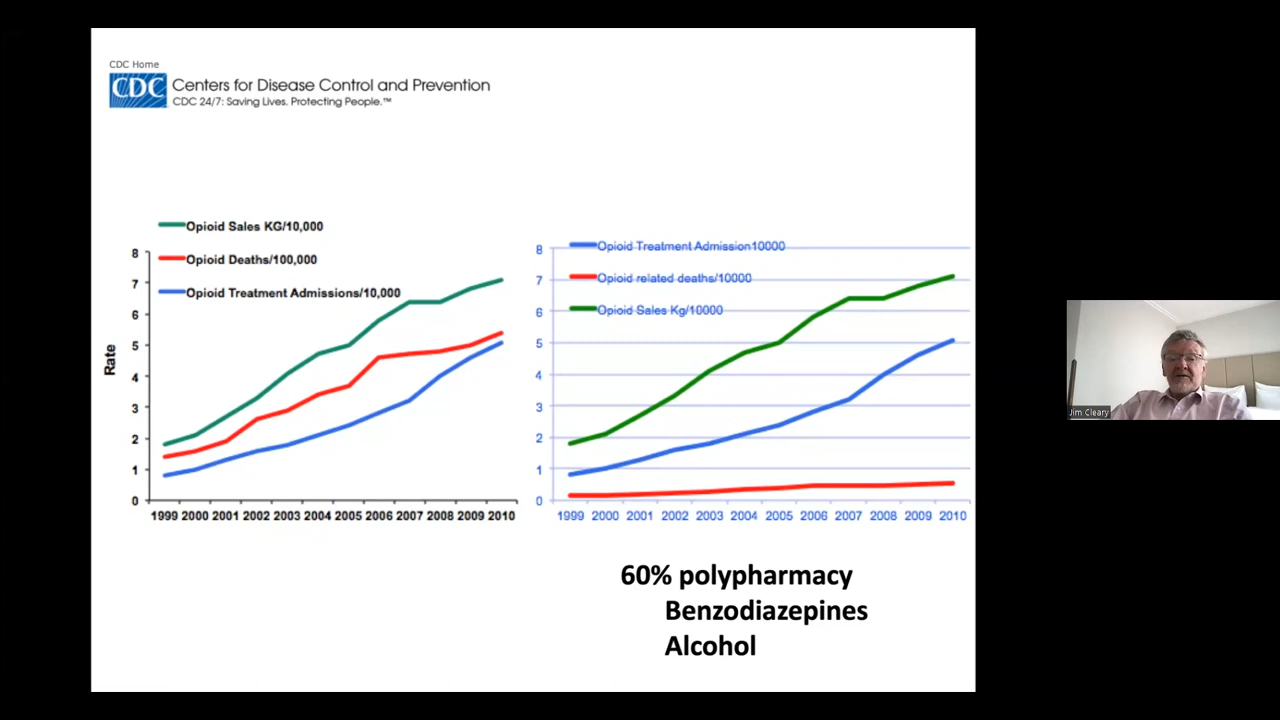 CDC Home
CDC Centers for Disease Control and Prevention
CDC 24/7: Saving Lives. Protecting People.™
Opioid Sales KG/10,000
Opioid Deaths/100,000
Opioid Treatment Admissions/10,000
Rate
8
7
6
5
4
3
2
1
0
1999 2000 2001 2002 2003 2004 2005 2006 2007 2008 2009 2010
Opioid Treatment Admission10000
Opioid related deaths/10000
Opioid Sales Kg/10000
8
7
6
5
4
3
2
1
0
1999 2000 2001 2002 2003 2004 2005 2006 2007 2008 2009 2010
60% polypharmacy
Benzodiazepines
Alcohol
Jim Cleary